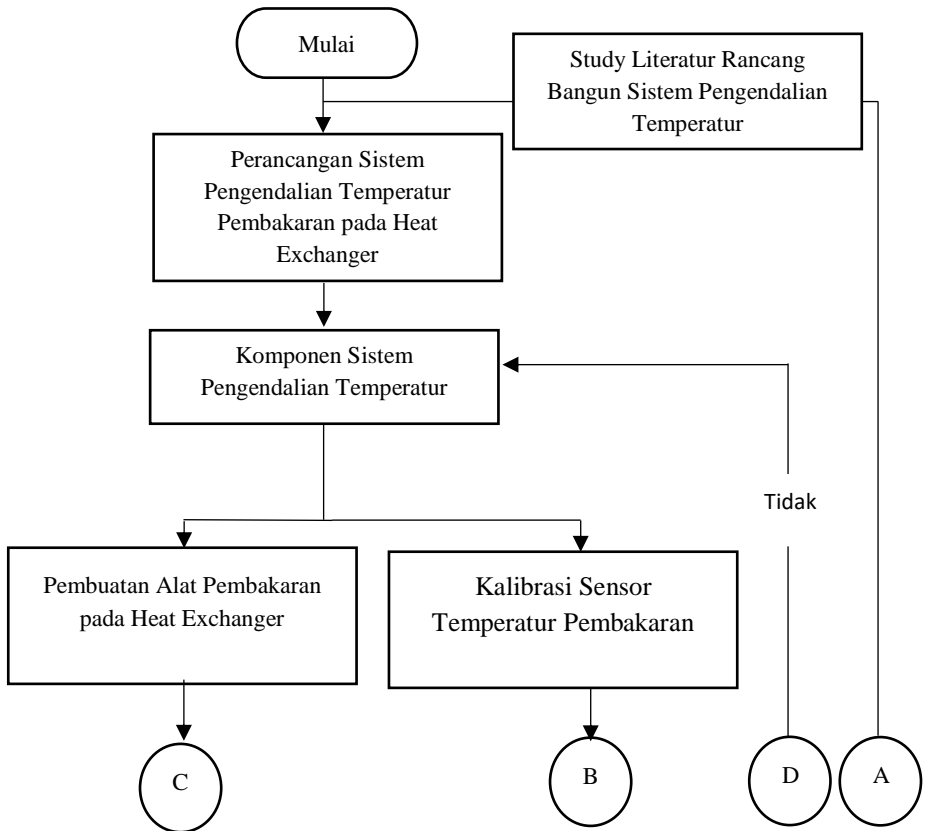 Mulai
Study Literatur Rancang
Bangun Sistem Pengendalian
Temperatur
Perancangan Sistem
Pengendalian Temperatur
Pembakaran pada Heat
Exchanger
Komponen Sistem
Pengendalian Temperatur
Tidak
Pembuatan Alat Pembakaran
pada Heat Exchanger
Kalibrasi Sensor
Temperatur Pembakaran
C
B
D
A